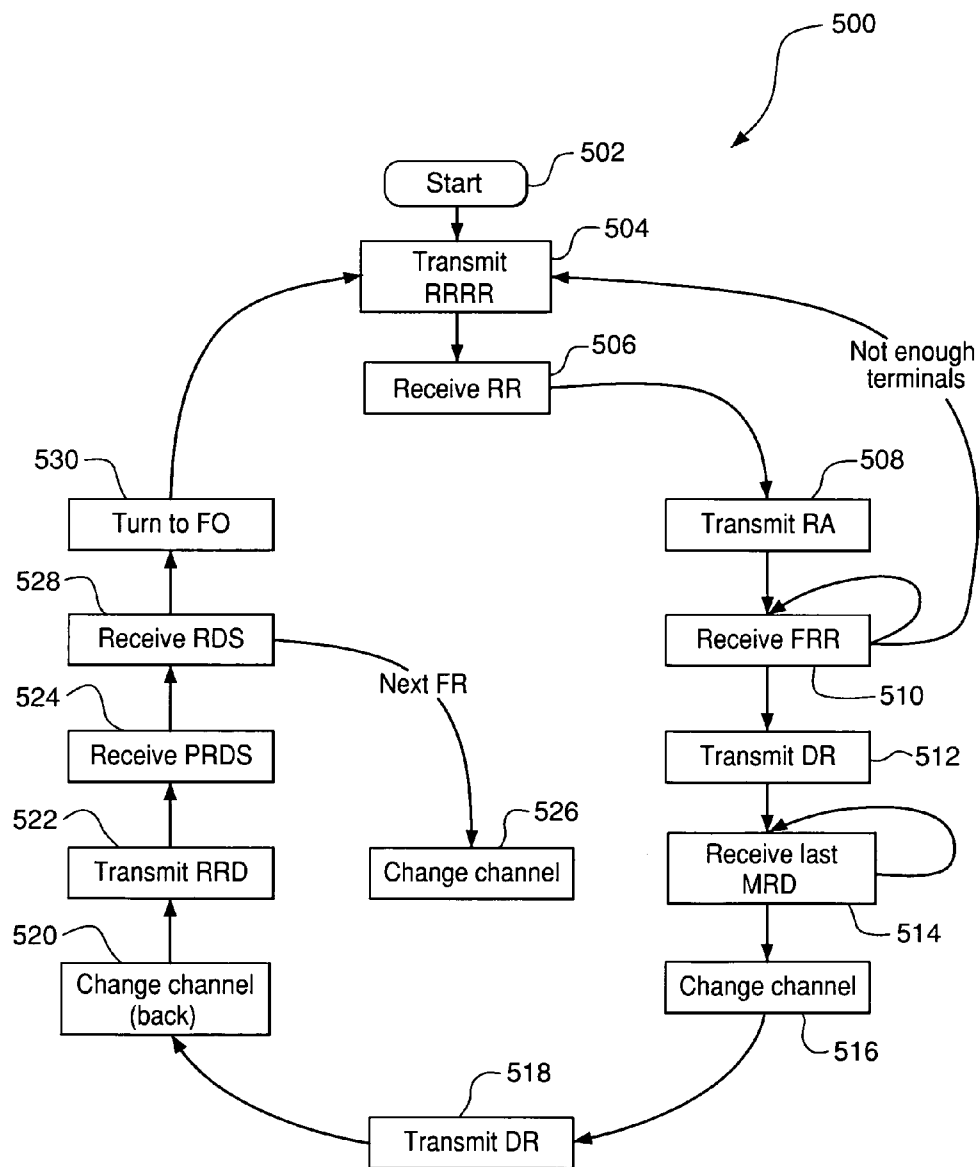 500
Start
502
Transmit
RRRR
504
Receive RR
506
Not enough
terminals
530
Turn to FO
508
Transmit RA
528
Receive RDS
Receive FRR
510
Next FR
524
Receive PRDS
Transmit DR
512
522
Transmit RRD
526
Change channel
Receive last
MRD
514
520
Change channel
(back)
Change channel
516
518
Transmit DR